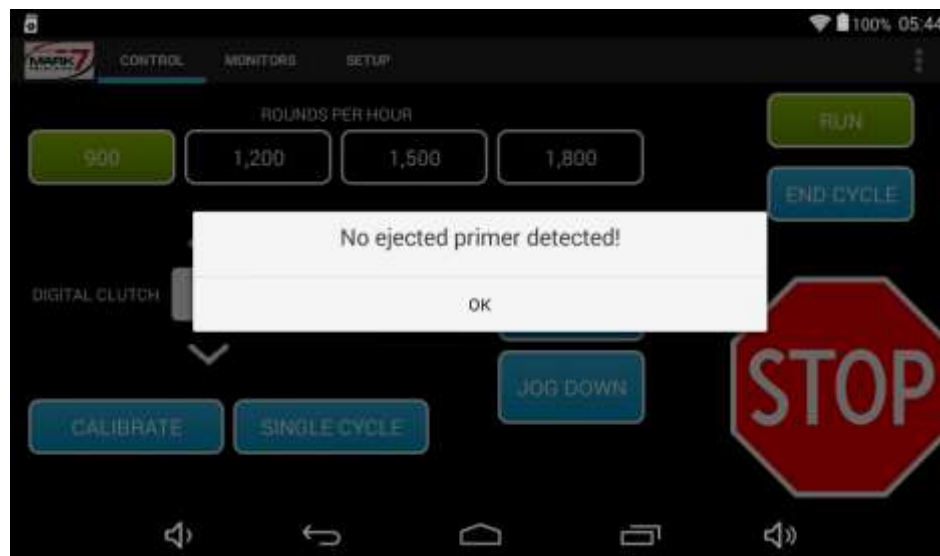 100% 05:44
MARK 7
CONTROL MONITORS SETUP
ROUNDS PER HOUR
900 1,200 1,500 1,800
RUN
END CYCLE
No ejected primer detected!
OK
DIGITAL CLUTCH
JOG DOWN
STOP
CALIBRATE SINGLE CYCLE